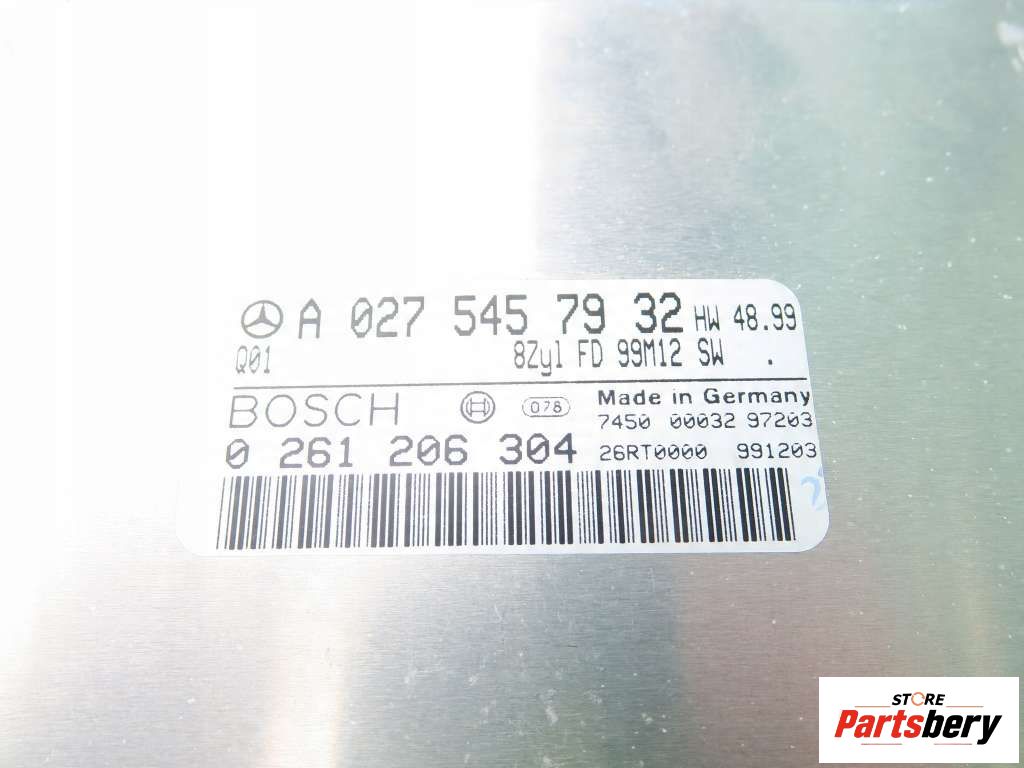 A 027 545 79 32 HW 48.99
Q01 8Zyl FD 99M12 SW .
BOSCH 078 Made in Germany
7450 00032 97203
0 261 206 304 26RT0000 991203
STORE
Partsbery